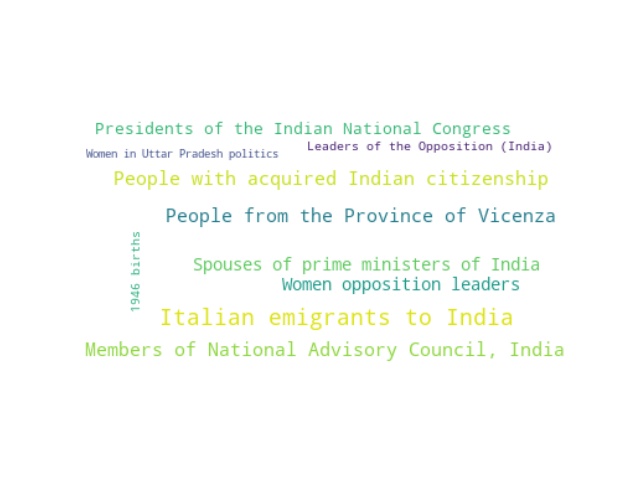 Presidents of the Indian National Congress
Leaders of the Opposition (India)
Women in Uttar Pradesh politics
People with acquired Indian citizenship
People from the Province of Vicenza
1946 births
Spouses of prime ministers of India
Women opposition leaders
Italian emigrants to India
Members of National Advisory Council, India